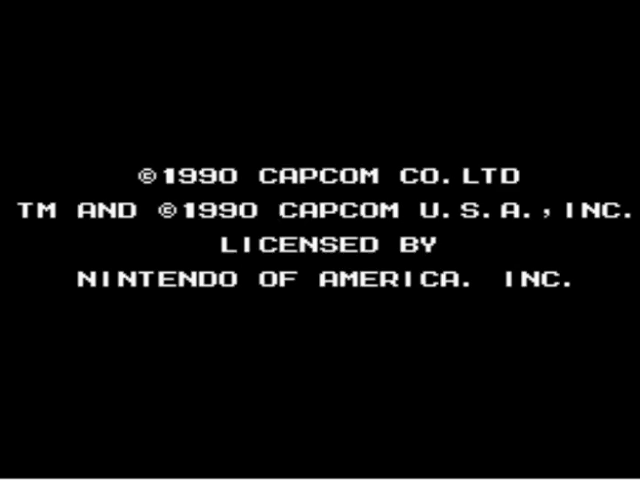 ©1990 CAPCOM CO.LTD
TM AND ©1990 CAPCOM U.S.A.,INC.
LICENSED BY
NINTENDO OF AMERICA. INC.